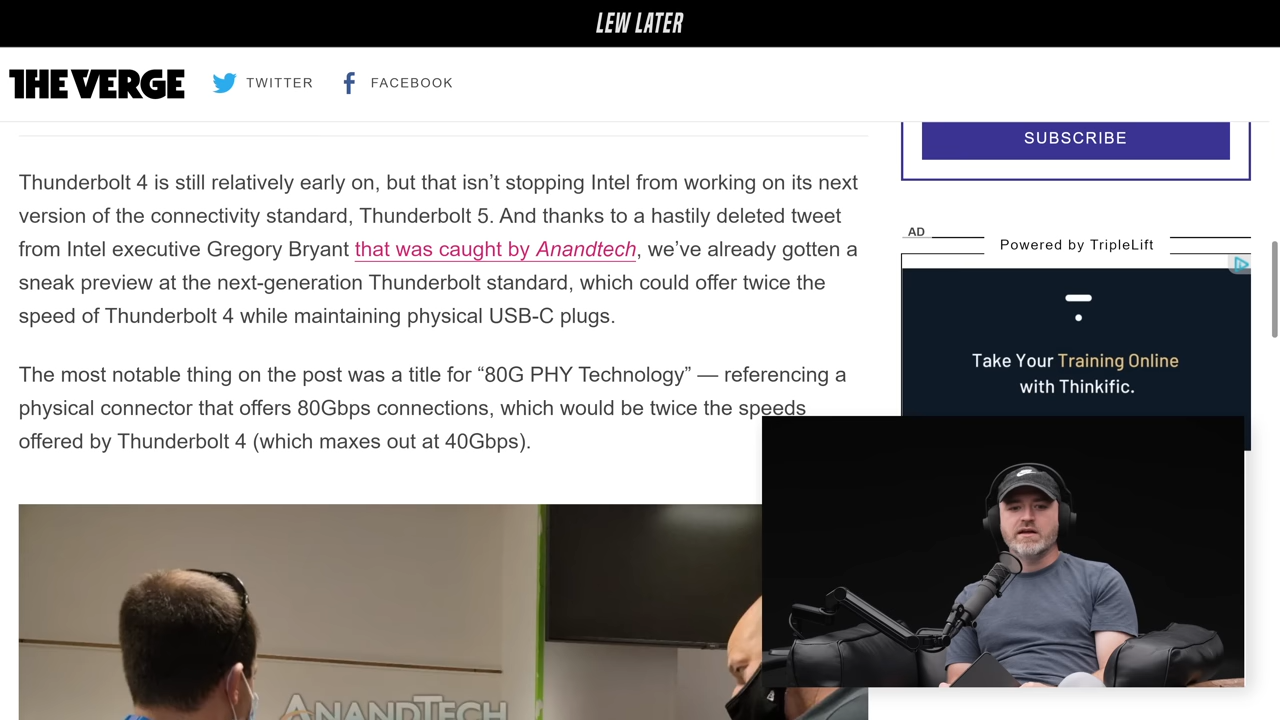 LEW LATER
THE VERGE
TWITTER
FACEBOOK
SUBSCRIBE
Thunderbolt 4 is still relatively early on, but that isn’t stopping Intel from working on its next
version of the connectivity standard, Thunderbolt 5. And thanks to a hastily deleted tweet
from Intel executive Gregory Bryant that was caught by Anandtech, we’ve already gotten a
sneak preview at the next-generation Thunderbolt standard, which could offer twice the
speed of Thunderbolt 4 while maintaining physical USB-C plugs.
The most notable thing on the post was a title for “80G PHY Technology” — referencing a
physical connector that offers 80Gbps connections, which would be twice the speeds
offered by Thunderbolt 4 (which maxes out at 40Gbps).
AD
Powered by TripleLift
Take Your Training Online
with Thinkific.
ANANDTECH